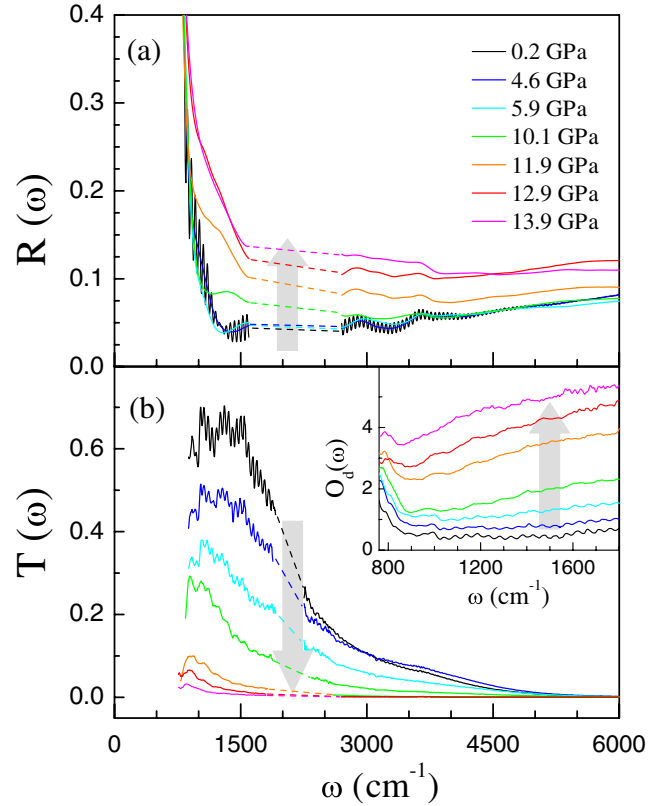 0.4
(a)
0.2 GPa
4.6 GPa
5.9 GPa
0.3
10.1 GPa
11.9 GPa
12.9 GPa
13.9 GPa
R (ω)
0.2
0.1
0.0
(b)
0.6
4
O_d(ω)
2
0
800
1200
1600
ω (cm^-1)
T (ω)
0.4
0.2
0.0
0
1500
3000
4500
6000
ω (cm^-1)